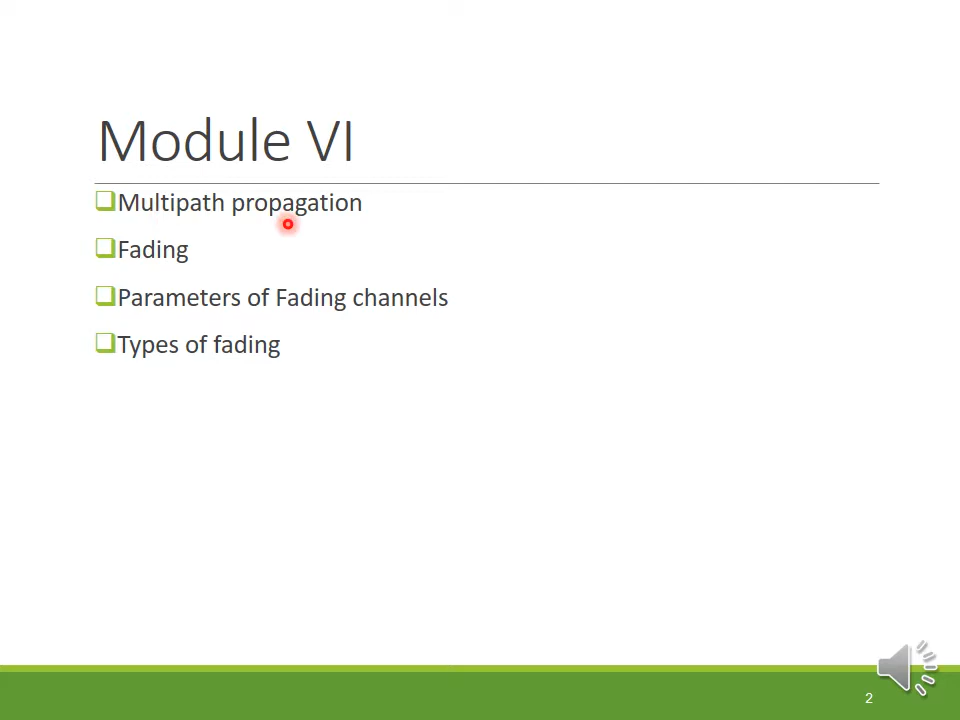 Module VI
Multipath propagation
Fading
Parameters of Fading channels
Types of fading
2